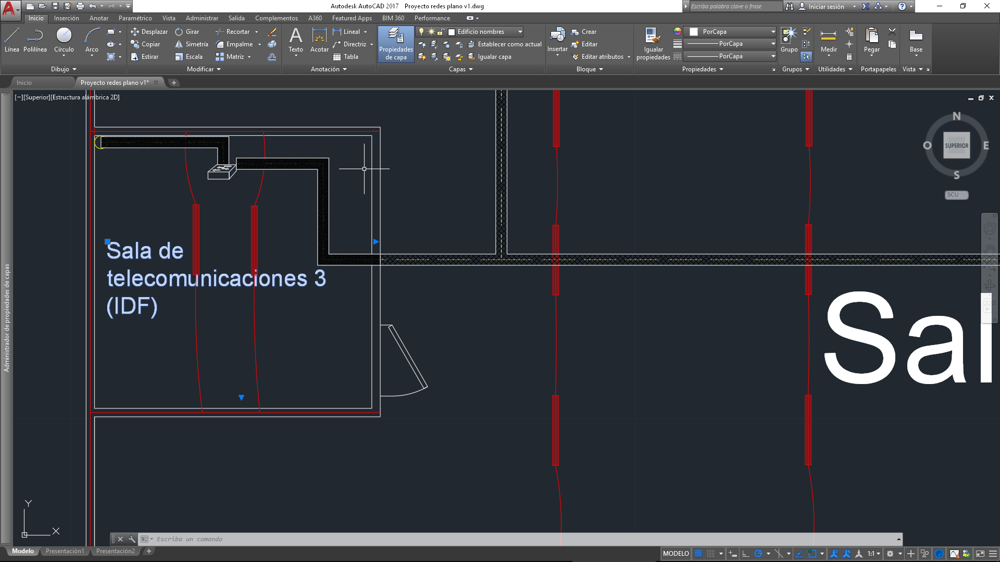 Autodesk AutoCAD 2017 Proyecto redes plano v1.dwg
Escriba palabra clave o frase
Iniciar sesión
Inicio
Inserción
Anotar
Paramétrico
Vista
Administrar
Salida
Complementos
A360
Featured Apps
BIM 360
Performance
Línea
Polilínea
Círculo
Arco
Dibujo
Desplazar
Girar
Recortar
Copiar
Simetría
Empalme
Estirar
Escala
Matriz
Modificar
Texto
Acotar
Lineal
Directriz
Tabla
Anotación
Propiedades
de capa
Edificio nombres
Establecer como actual
Igualar capa
Capas
Insertar
Crear
Editar
Editar atributos
Bloque
Igualar
propiedades
PorCapa
PorCapa
PorCapa
Propiedades
Grupo
Grupos
Medir
Utilidades
Pegar
Portapapeles
Base
Vista
Inicio
Proyecto redes plano v1*
[−][Superior][Estructura alámbrica 2D]
N
O
SUPERIOR
E
S
SCU
Sala de
telecomunicaciones 3
(IDF)
Sal
Administrador de propiedades de capas
Y
X
Escriba un comando
Modelo
Presentación1
Presentación2
MODELO
1:1